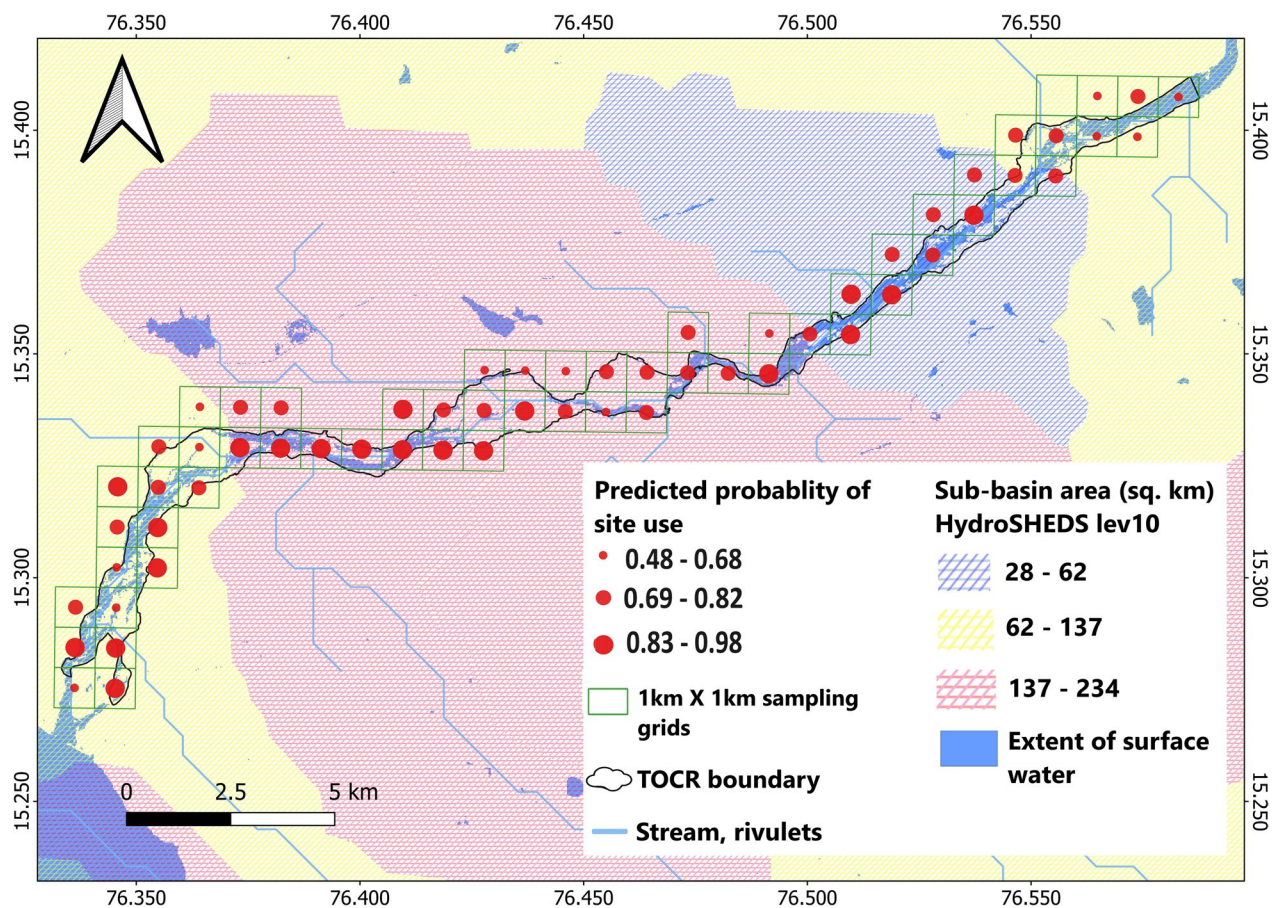 76.350 76.400 76.450 76.500 76.550
15.400 15.400
15.350 15.350
15.300 15.300
15.250 15.250
Predicted probablity of
site use
0.48 - 0.68
0.69 - 0.82
0.83 - 0.98
1km X 1km sampling
grids
TOCR boundary
Stream, rivulets
Sub-basin area (sq. km)
HydroSHEDS lev10
28 - 62
62 - 137
137 - 234
Extent of surface
water
0 2.5 5 km
76.350 76.400 76.450 76.500 76.550